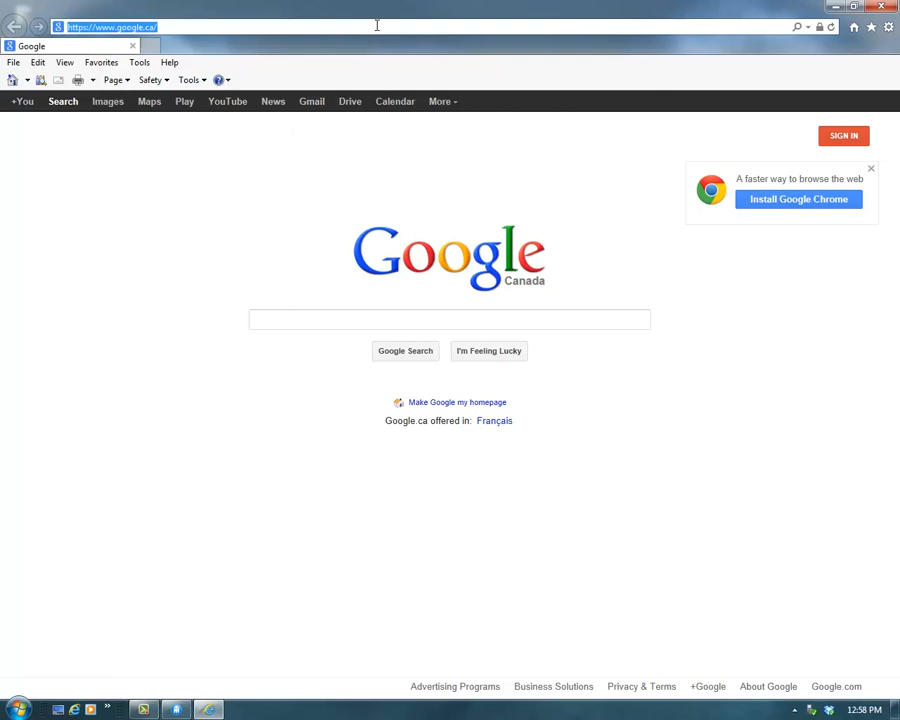 https://www.google.ca/
Google
File Edit View Favorites Tools Help
Page Safety Tools
+You Search Images Maps Play YouTube News Gmail Drive Calendar More
SIGN IN
A faster way to browse the web
Install Google Chrome
Google
Canada
Google Search I'm Feeling Lucky
Make Google my homepage
Google.ca offered in: Français
Advertising Programs Business Solutions Privacy & Terms +Google About Google Google.com
12:58 PM